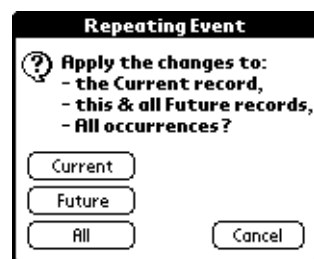 Repeating Event
Apply the changes to:
- the Current record,
- this & all Future records,
- All occurrences?
Current
Future
All
Cancel